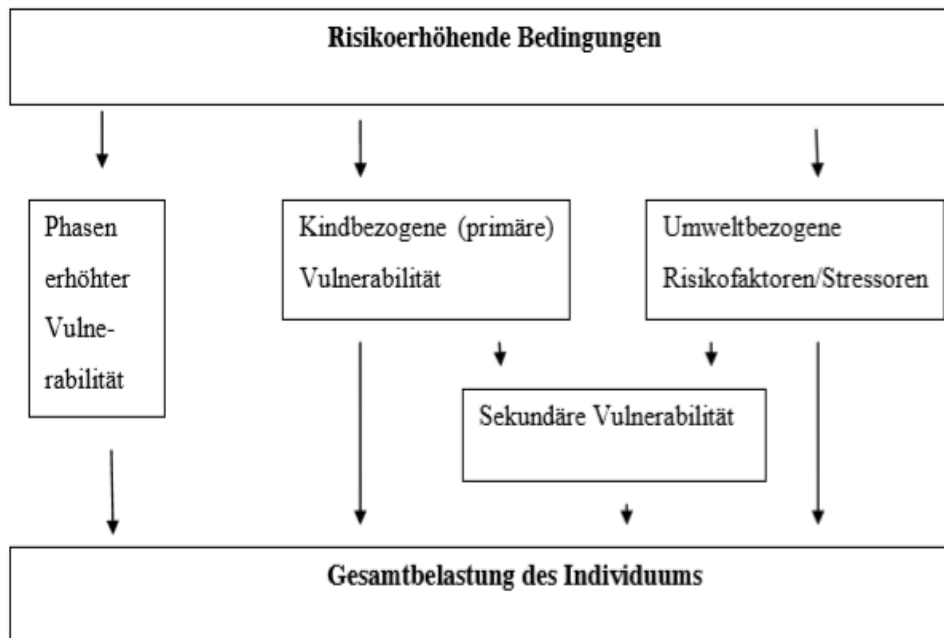 Risikoerhöhende Bedingungen
Phasen
erhöhter
Vulne-
rabilität
Kindbezogene (primäre)
Vulnerabilität
Umweltbezogene
Risikofaktoren/Stressoren
Sekundäre Vulnerabilität
Gesamtbelastung des Individuums